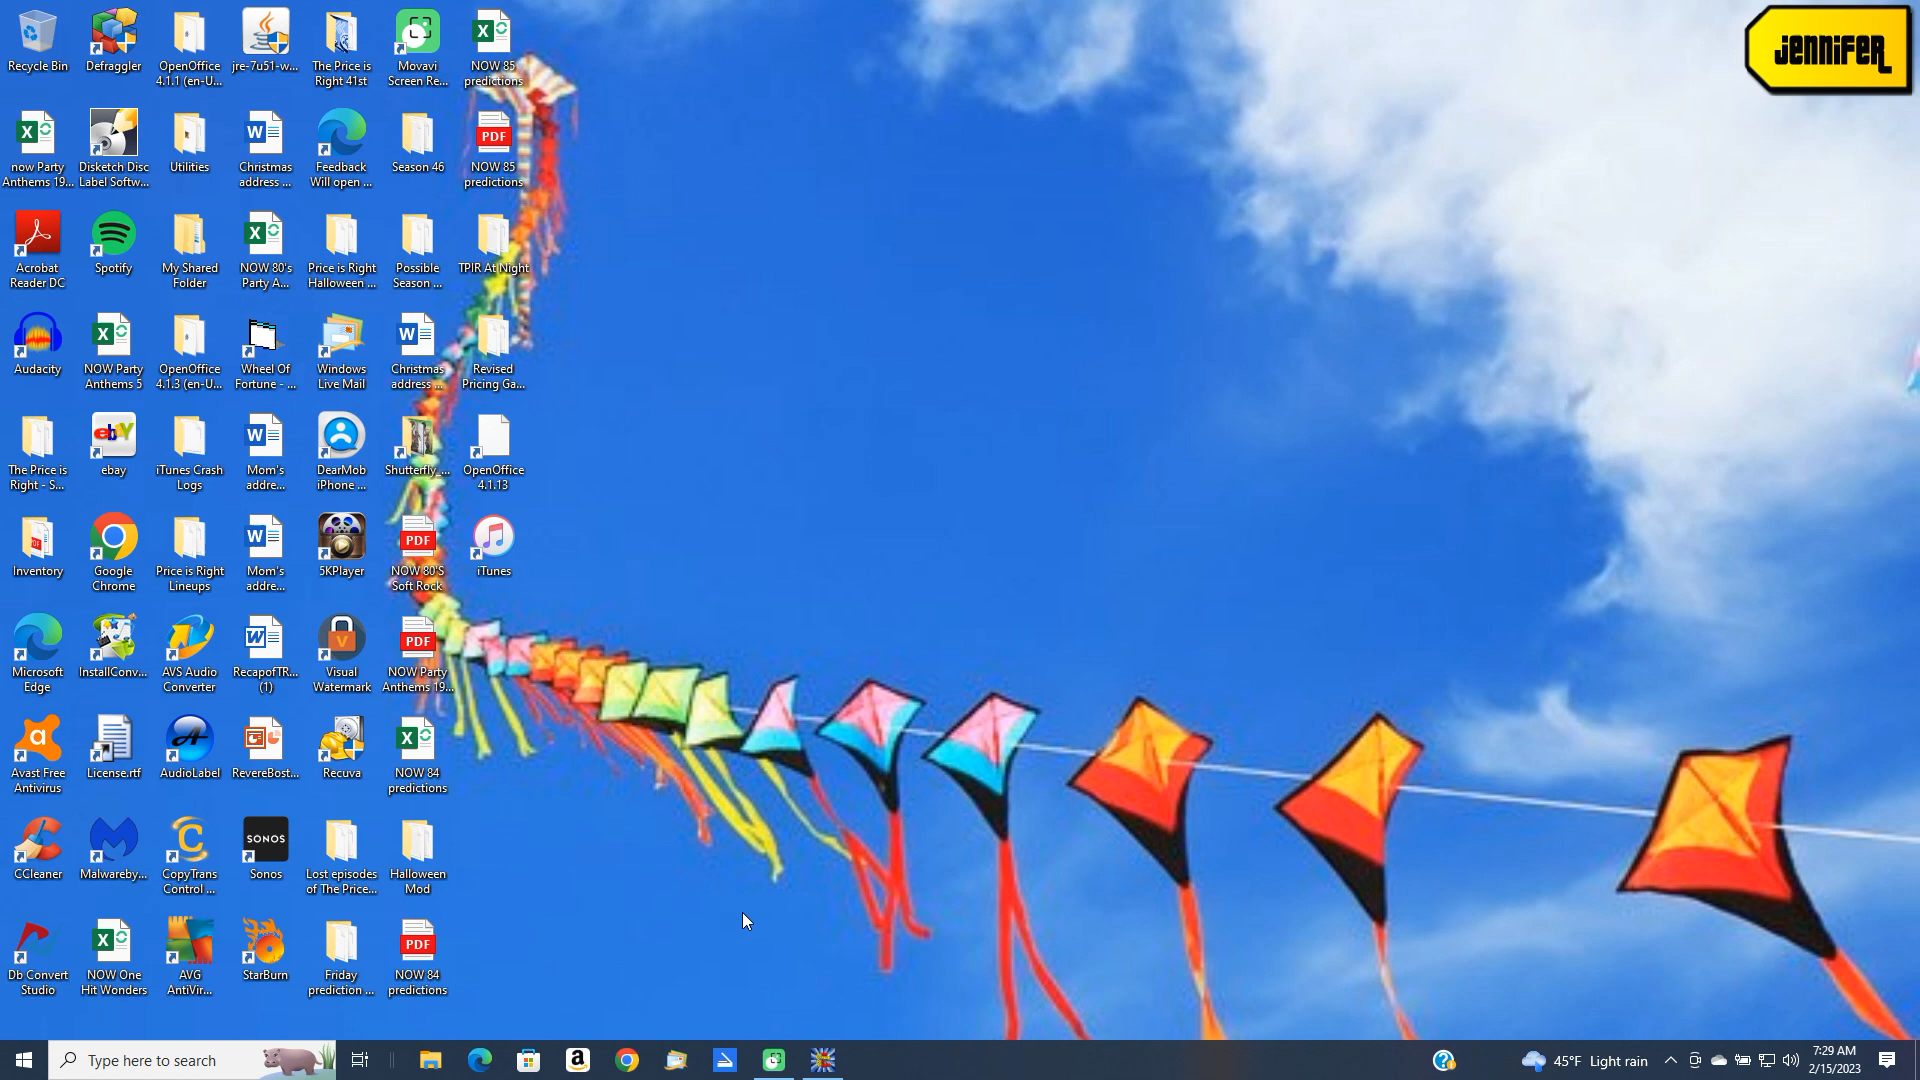 JENNIFER
Recycle Bin
Defraggler
OpenOffice
4.1.1 (en-U...
jre-7u51-w...
The Price is
Right 41st
Movavi
Screen Re...
NOW 85
predictions
now Party
Anthems 19...
Disketch Disc
Label Softw...
Utilities
Christmas
address ...
Feedback
Will open ...
Season 46
PDF
NOW 85
predictions
Acrobat
Reader DC
Spotify
My Shared
Folder
NOW 80's
Party A...
Price is Right
Halloween ...
Possible
Season ...
TPIR At Night
Audacity
NOW Party
Anthems 5
OpenOffice
4.1.3 (en-U...
Wheel Of
Fortune - ...
Windows
Live Mail
Christmas
address ...
Revised
Pricing Ga...
The Price is
Right - S...
ebay
ebay
iTunes Crash
Logs
Mom's
addre...
DearMob
iPhone ...
Shutterfly_...
OpenOffice
4.1.13
Inventory
Google
Chrome
Price is Right
Lineups
Mom's
addre...
5KPlayer
PDF
NOW 80'S
Soft Rock
iTunes
Microsoft
Edge
InstallConv...
AVS Audio
Converter
RecapofTR...
(1)
Visual
Watermark
PDF
NOW Party
Anthems 19...
Avast Free
Antivirus
License.rtf
AudioLabel
RevereBost...
Recuva
NOW 84
predictions
CCleaner
Malwareby...
CopyTrans
Control ...
SONOS
Sonos
Lost episodes
of The Price...
Halloween
Mod
Db Convert
Studio
NOW One
Hit Wonders
AVG
AntiVir...
StarBurn
Friday
prediction ...
PDF
NOW 84
predictions
Type here to search
45°F Light rain
7:29 AM
2/15/2023